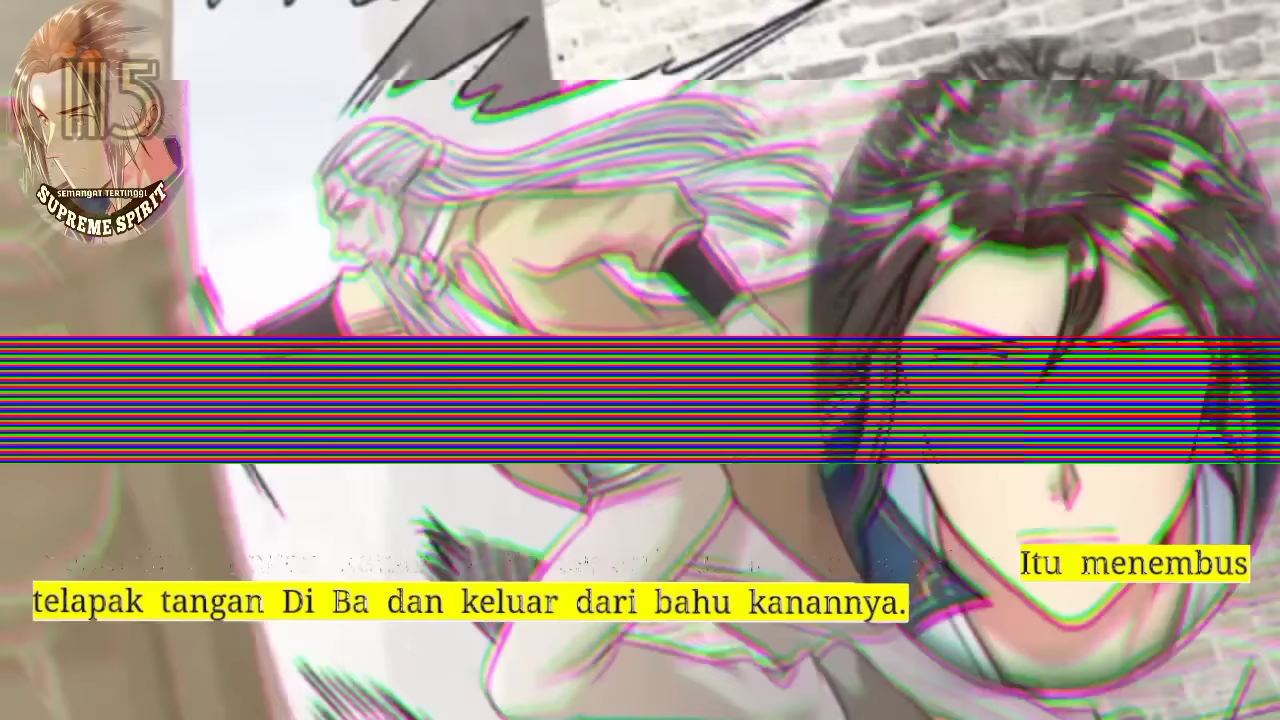 115
SEMANGAT TERTINGGI
SUPREME SPIRIT
Itu menembus
telapak tangan Di Ba dan keluar dari bahu kanannya.